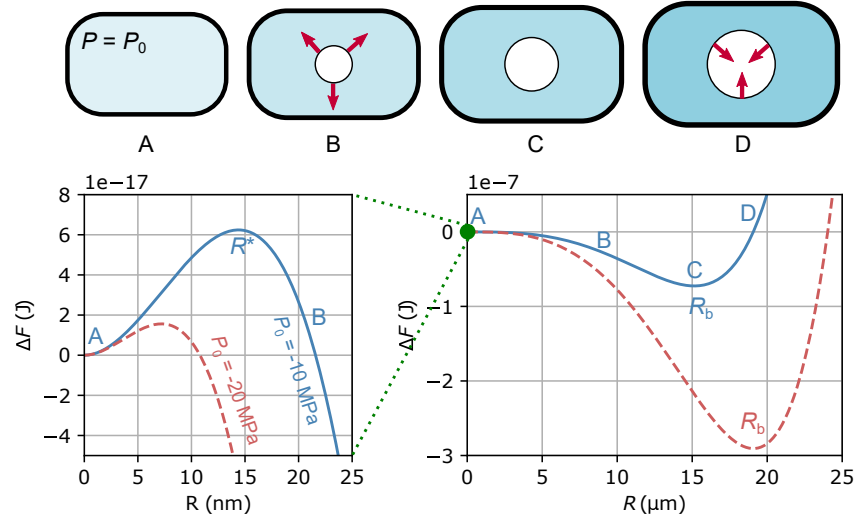 P = P₀
A
B
C
D
1e−17
8
6
4
2
0
−2
−4
ΔF (J)
A
R*
B
P₀ = -20 MPa
P₀ = -10 MPa
0
5
10
15
20
25
R (nm)
1e−7
0
−1
−2
−3
ΔF (J)
A
B
C
D
R_b
R_b
0
5
10
15
20
25
R (μm)